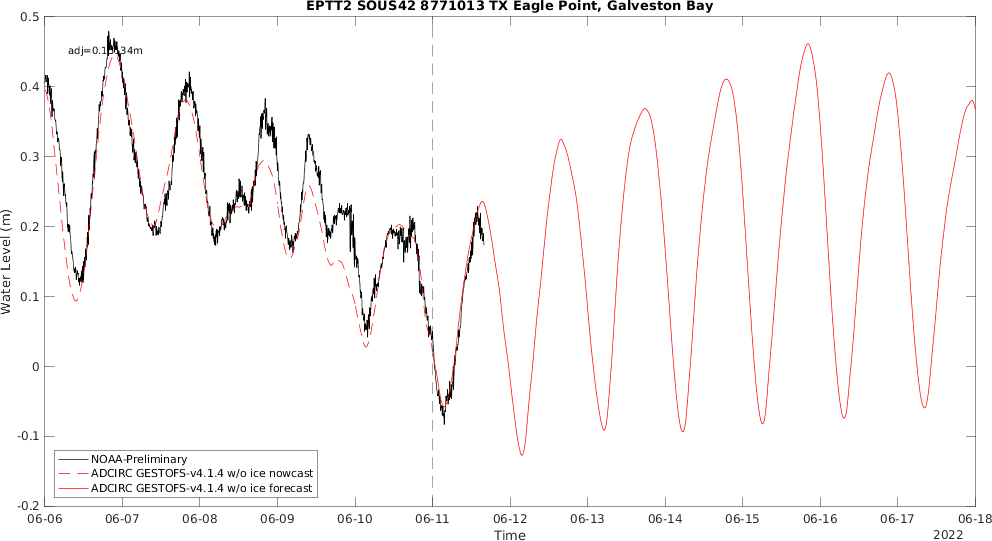 EPTT2 SOUS42 8771013 TX Eagle Point, Galveston Bay
0.5
0.4
0.3
0.2
0.1
0
-0.1
-0.2
Water Level (m)
NOAA-Preliminary
ADCIRC GESTOFS-v4.1.4 w/o ice nowcast
ADCIRC GESTOFS-v4.1.4 w/o ice forecast
06-06 06-07 06-08 06-09 06-10 06-11 06-12 06-13 06-14 06-15 06-16 06-17 06-18
Time
2022